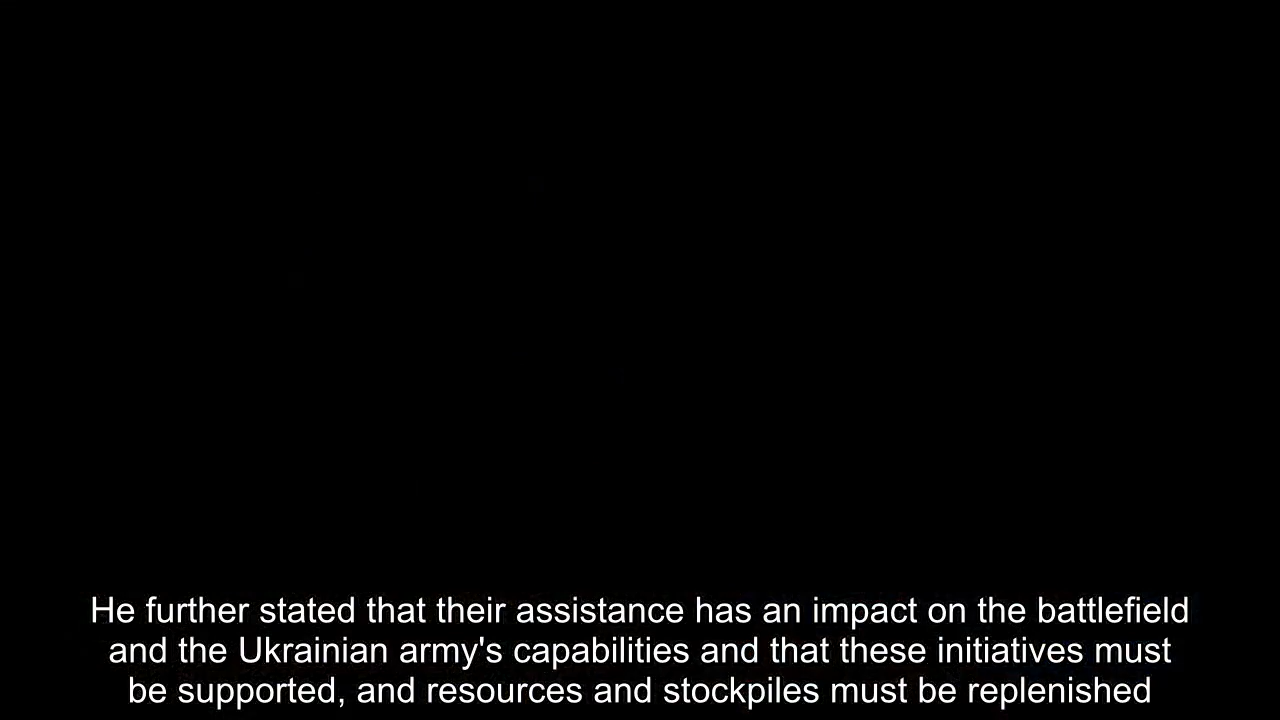 He further stated that their assistance has an impact on the battlefield
and the Ukrainian army's capabilities and that these initiatives must
be supported, and resources and stockpiles must be replenished